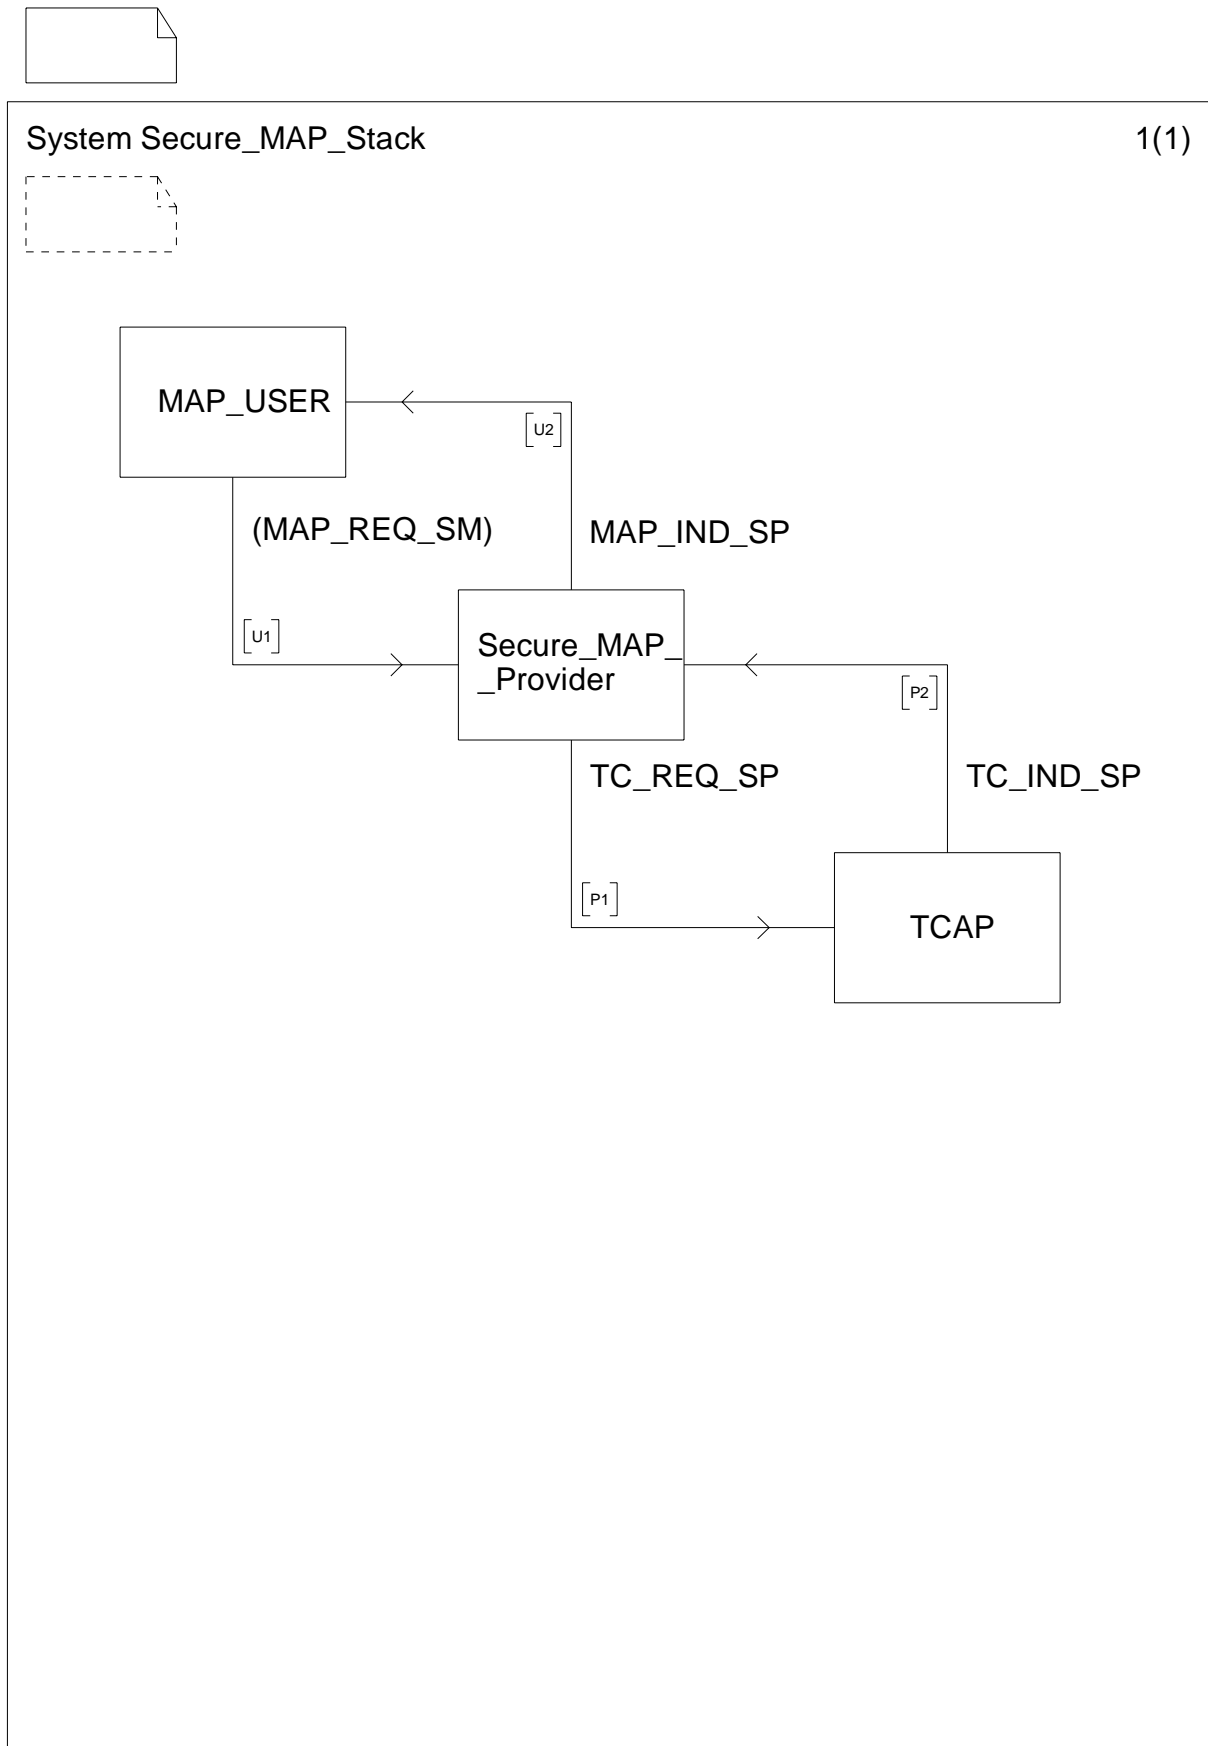 System Secure_MAP_Stack
1(1)
MAP_USER
[U2]
(MAP_REQ_SM)
MAP_IND_SP
[U1]
Secure_MAP_
_Provider
[P2]
TC_REQ_SP
TC_IND_SP
[P1]
TCAP